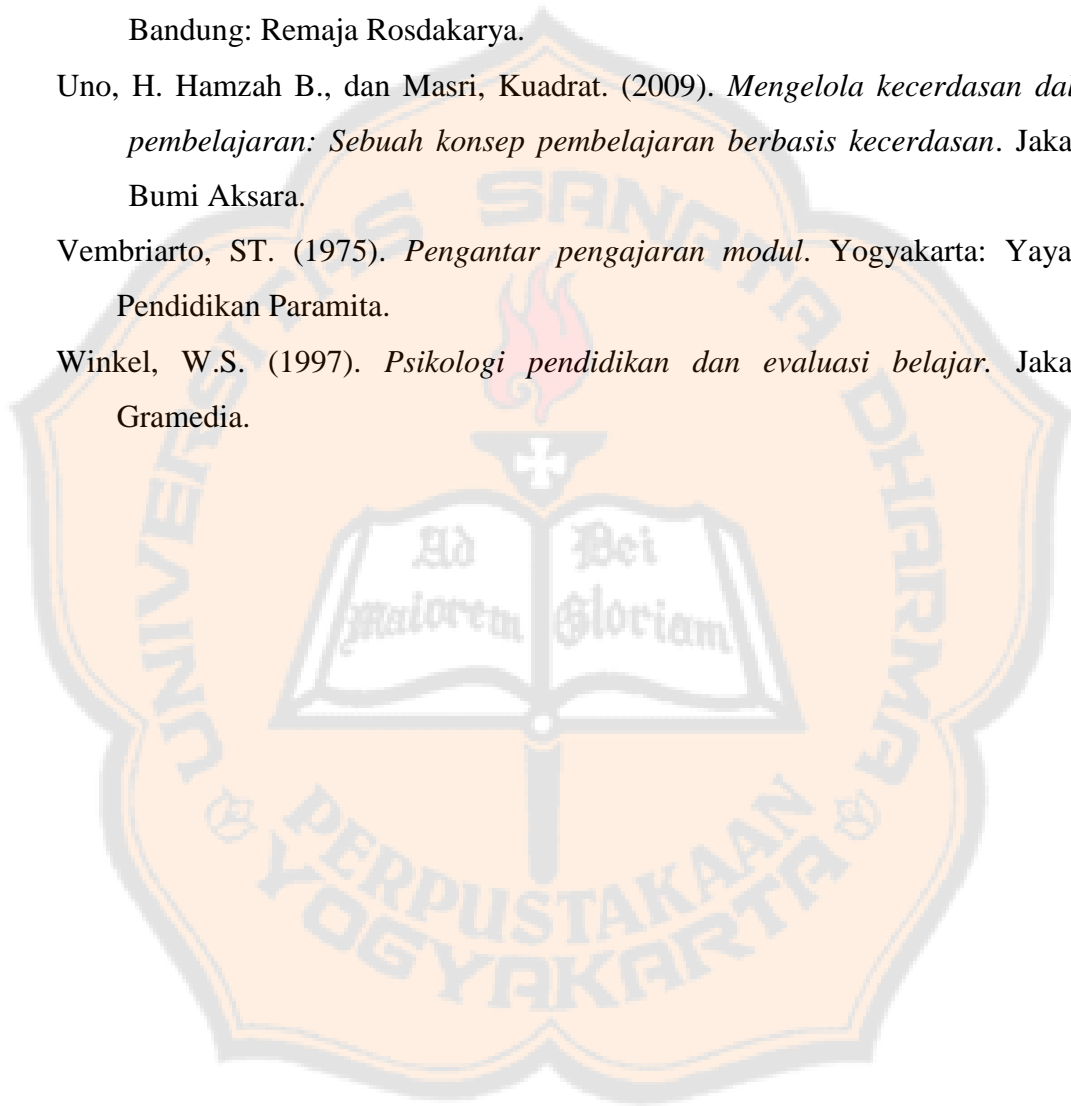 Bandung: Remaja Rosdakarya.
Uno, H. Hamzah B., dan Masri, Kuadrat. (2009). Mengelola kecerdasan dal
pembelajaran: Sebuah konsep pembelajaran berbasis kecerdasan. Jaka
Bumi Aksara.
Vembriarto, ST. (1975). Pengantar pengajaran modul. Yogyakarta: Yaya
Pendidikan Paramita.
Winkel, W.S. (1997). Psikologi pendidikan dan evaluasi belajar. Jaka
Gramedia.
UNIVERSITAS SANATA DHARMA
Ad Dei
maiorem Gloriam
PERPUSTAKAAN
YOGYAKARTA